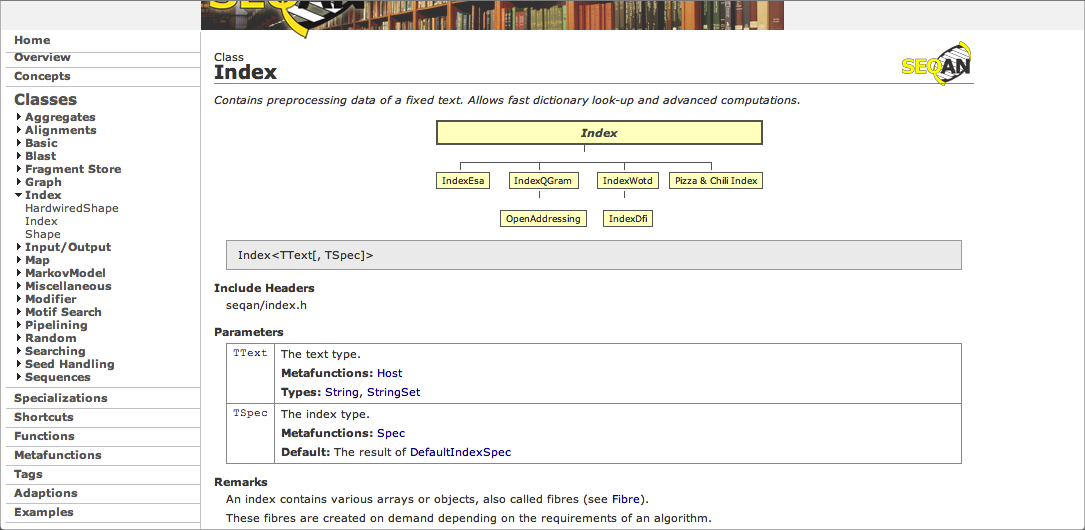 SEQAN
Home
Overview
Concepts
Classes
Aggregates
Alignments
Basic
Blast
Fragment Store
Graph
Index
HardwiredShape
Index
Shape
Input/Output
Map
MarkovModel
Miscellaneous
Modifier
Motif Search
Pipelining
Random
Searching
Seed Handling
Sequences
Specializations
Shortcuts
Functions
Metafunctions
Tags
Adaptions
Examples
Class
Index
SEQAN
Contains preprocessing data of a fixed text. Allows fast dictionary look-up and advanced computations.
Index
IndexEsa IndexQGram IndexWotd Pizza & Chili Index
OpenAddressing IndexDfi
Index<TText[, TSpec]>
Include Headers
seqan/index.h
Parameters
TText The text type.
Metafunctions: Host
Types: String, StringSet
TSpec The index type.
Metafunctions: Spec
Default: The result of DefaultIndexSpec
Remarks
An index contains various arrays or objects, also called fibres (see Fibre).
These fibres are created on demand depending on the requirements of an algorithm.